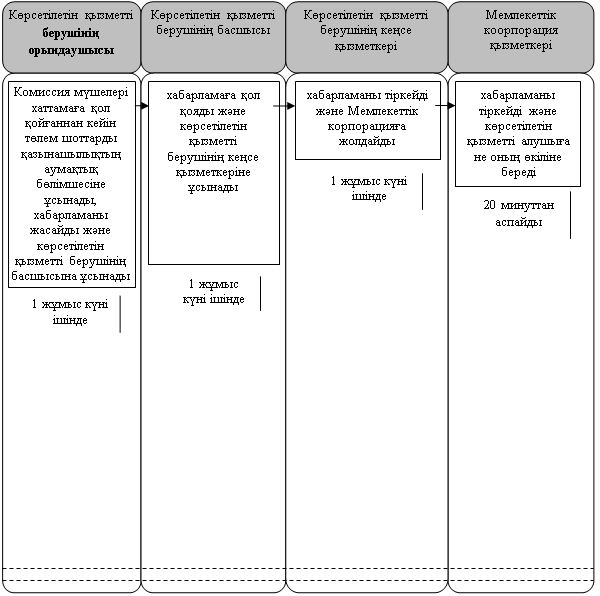 Көрсетілетін қызметті
берушінің
орындаушысы
Көрсетілетін қызметті
берушінің басшысы
Көрсетілетін қызметті
берушінің кеңсе
қызметкері
Мемлекеттік
коорпорация
қызметкері
Комиссия мүшелері
хаттамаға қол
қойғаннан кейін
төлем шоттарды
қазынашылықтың
аумақтық
бөлімшесіне
ұсынады,
хабарламаны
жасайды және
көрсетілетін
қызметті берушінің
басшысына ұсынады
1 жұмыс күні
ішінде
хабарламаға қол
қояды және
көрсетілетін
қызметті
берушінің кеңсе
қызметкеріне
ұсынады
1 жұмыс
күні ішінде
хабарламаны тіркейді
және Мемлекеттік
корпорацияға
жолдайды
1 жұмыс күні
ішінде
хабарламаны
тіркейді және
көрсетілетін
қызметті алушыға
не оның өкіліне
береді
20 минуттан
аспайды